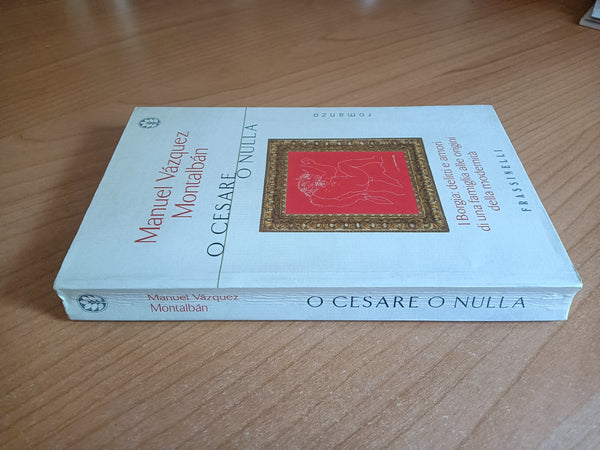 Manuel Vázquez
Montalbán
O CESARE
O NULLA
romanzo
I Borgia: delitti e amori
di una famiglia alle origini
della modernità
FRASSINELLI
Manuel Vázquez
Montalbán
O CESARE O NULLA